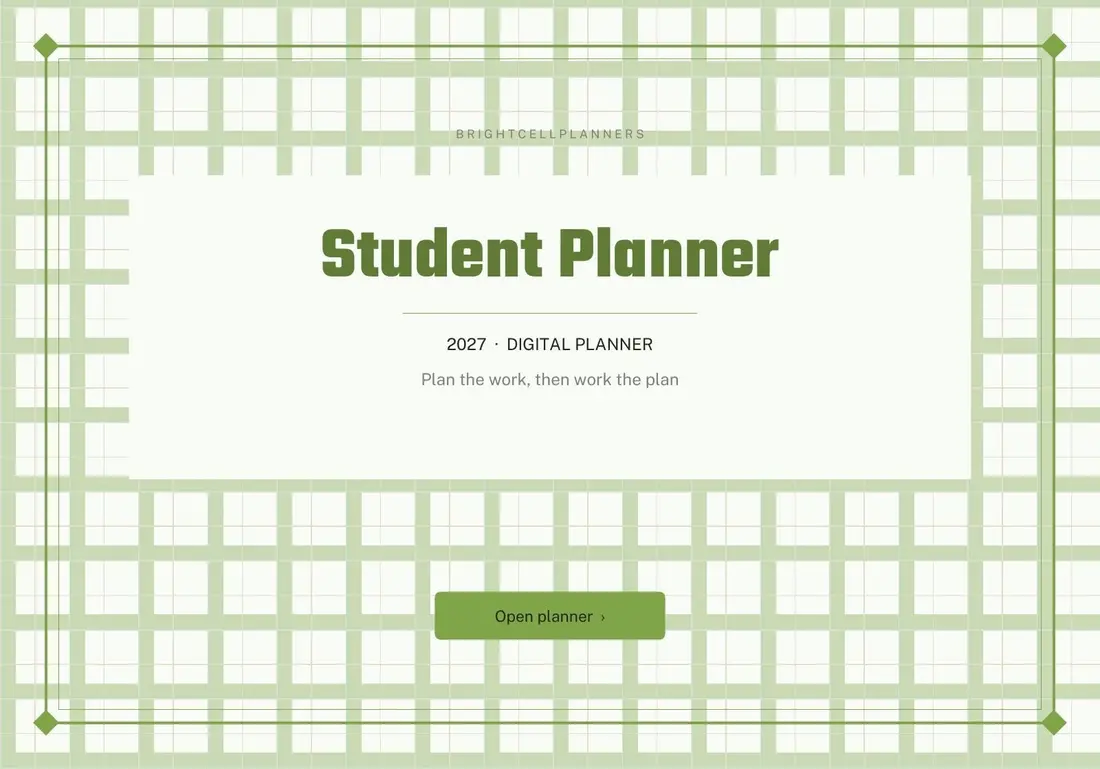 BRIGHTCELLPLANNERS
Student Planner
2027 · DIGITAL PLANNER
Plan the work, then work the plan
Open planner ›